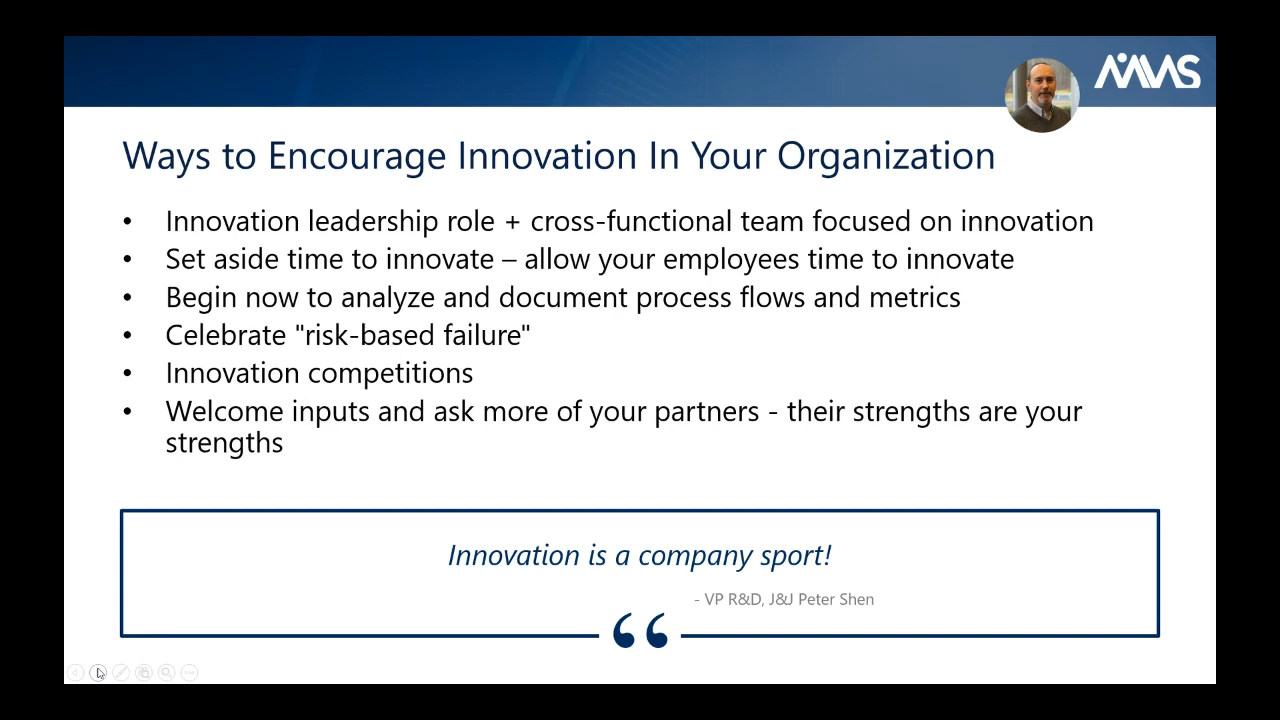 Ways to Encourage Innovation In Your Organization
• Innovation leadership role + cross-functional team focused on innovation
• Set aside time to innovate – allow your employees time to innovate
• Begin now to analyze and document process flows and metrics
• Celebrate "risk-based failure"
• Innovation competitions
• Welcome inputs and ask more of your partners - their strengths are your
strengths
Innovation is a company sport!
- VP R&D, J&J Peter Shen
“